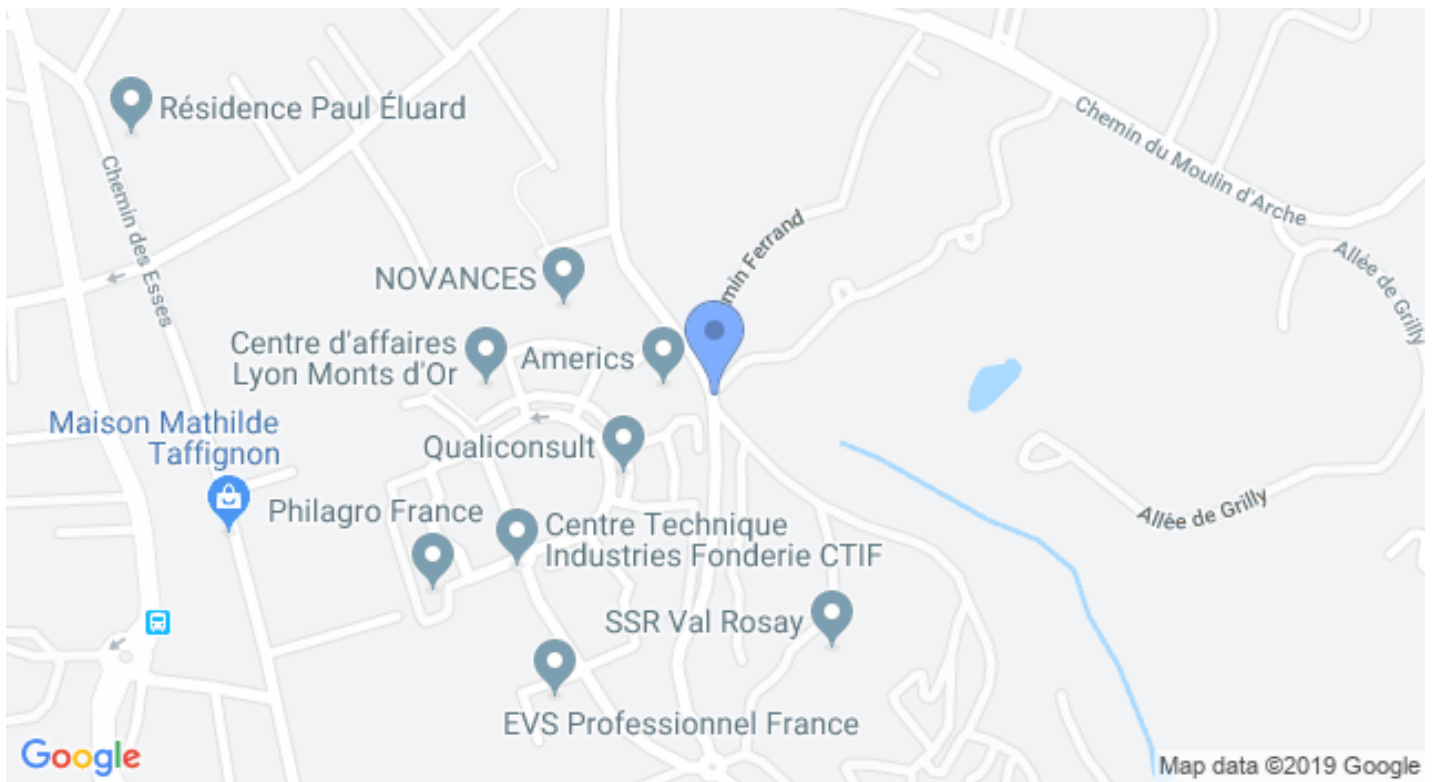 Résidence Paul Éluard
Chemin du Moulin d'Arche
Chemin des Esses
min Ferrand
Allée de Grilly
NOVANCES
Centre d'affaires
Lyon Monts d'Or
Americs
Maison Mathilde
Taffignon
Qualiconsult
Philagro France
Centre Technique
Industries Fonderie CTIF
Allée de Grilly
SSR Val Rosay
EVS Professionnel France
Google
Map data ©2019 Google